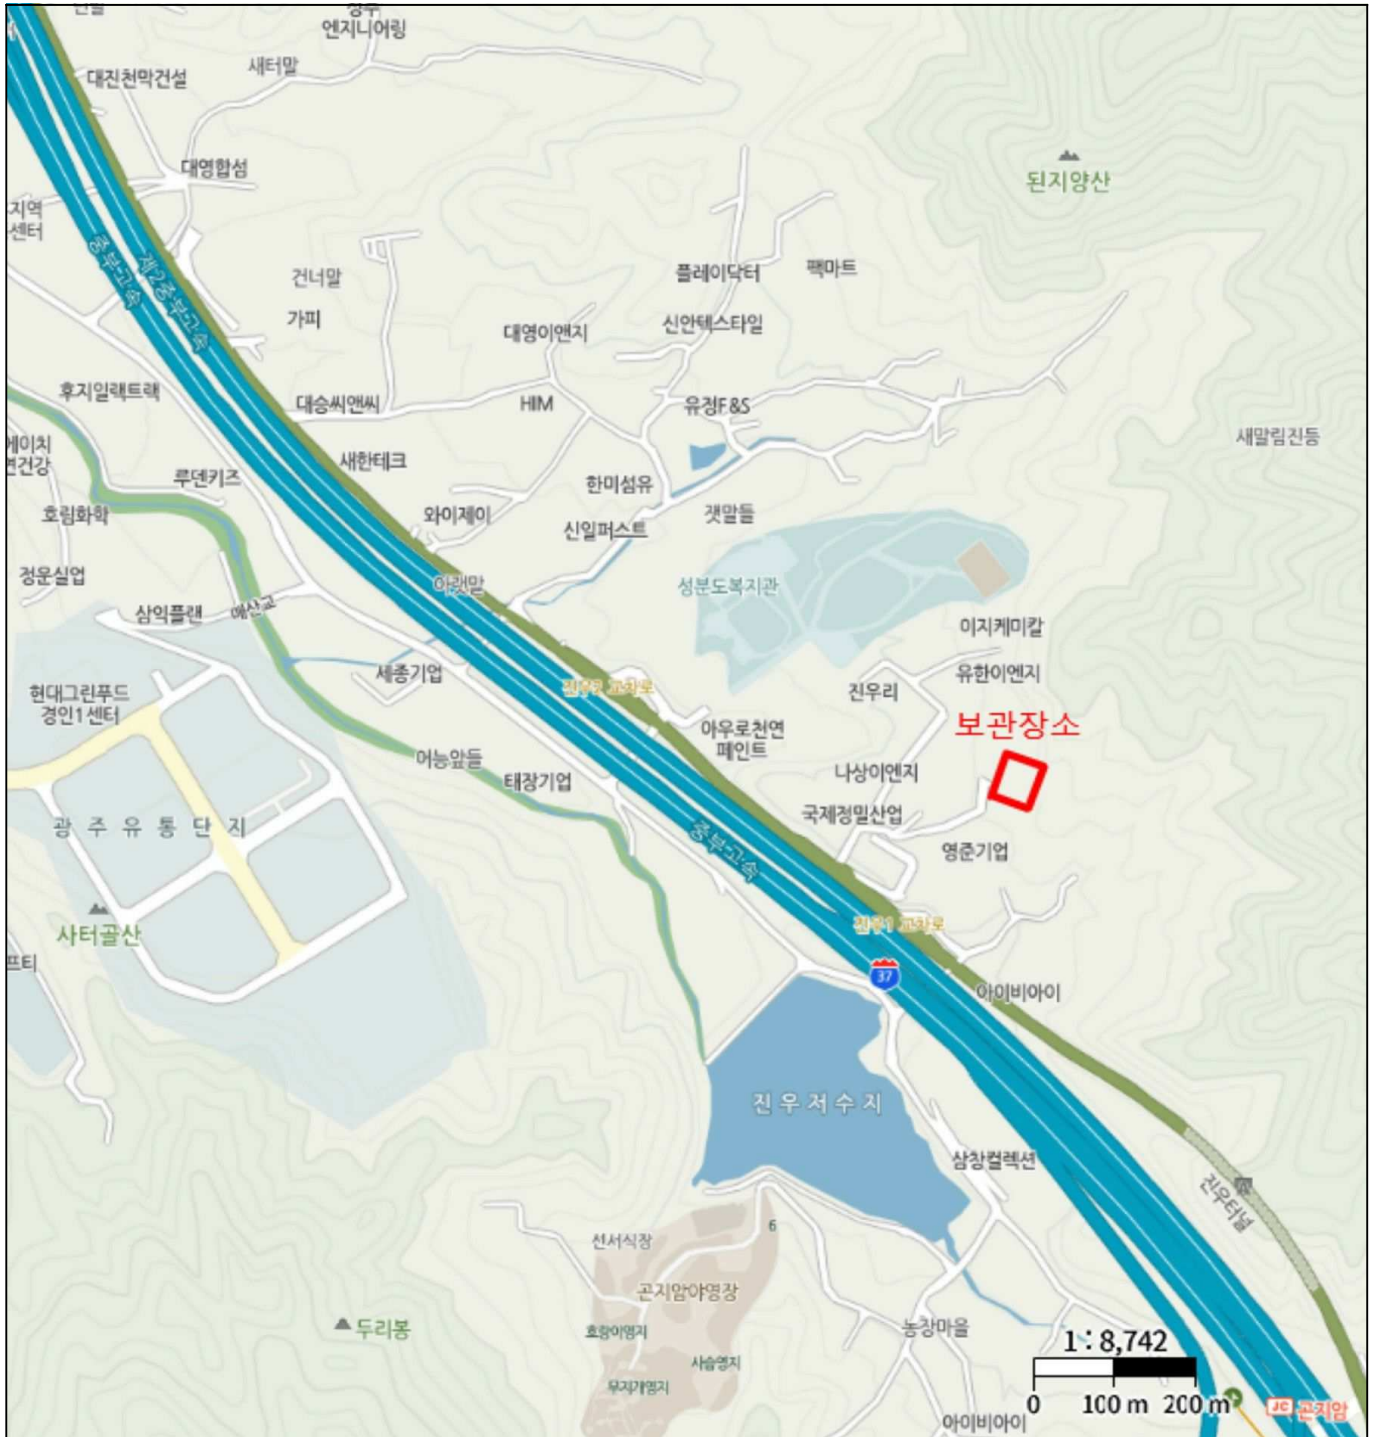 엔지니어링
새터말
대진천막건설
대영합섬
지역
센터
된지양산
중부고속
제2중부고속
건너말
가피
플레이닥터
팩마트
대영이앤지
신안텍스타일
후지일랙트랙
대승씨앤씨
HIM
유정F&S
새말림진등
에이치
새한테크
루덴키즈
한미섬유
호림화학
와이제이
신일퍼스트
잿말들
정운실업
아랫말
성분도복지관
삼익플랜
매산교
이지케미칼
세종기업
진우2 교차로
진우리
유한이엔지
현대그린푸드
경인1센터
아우로천연
페인트
보관장소
어능앞들
태장기업
나상이엔지
국제정밀산업
광주유통단지
중부고속
영준기업
사터골산
프티
진우1 교차로
37
아이비아이
진우저수지
삼창컬렉션
진우터널
6
선서식장
곤지암야영장
두리봉
호랑이영지
사슴영지
무지개영지
농장마을
1:8,742
0 100 m 200 m
JC 곤지암
아이비아이